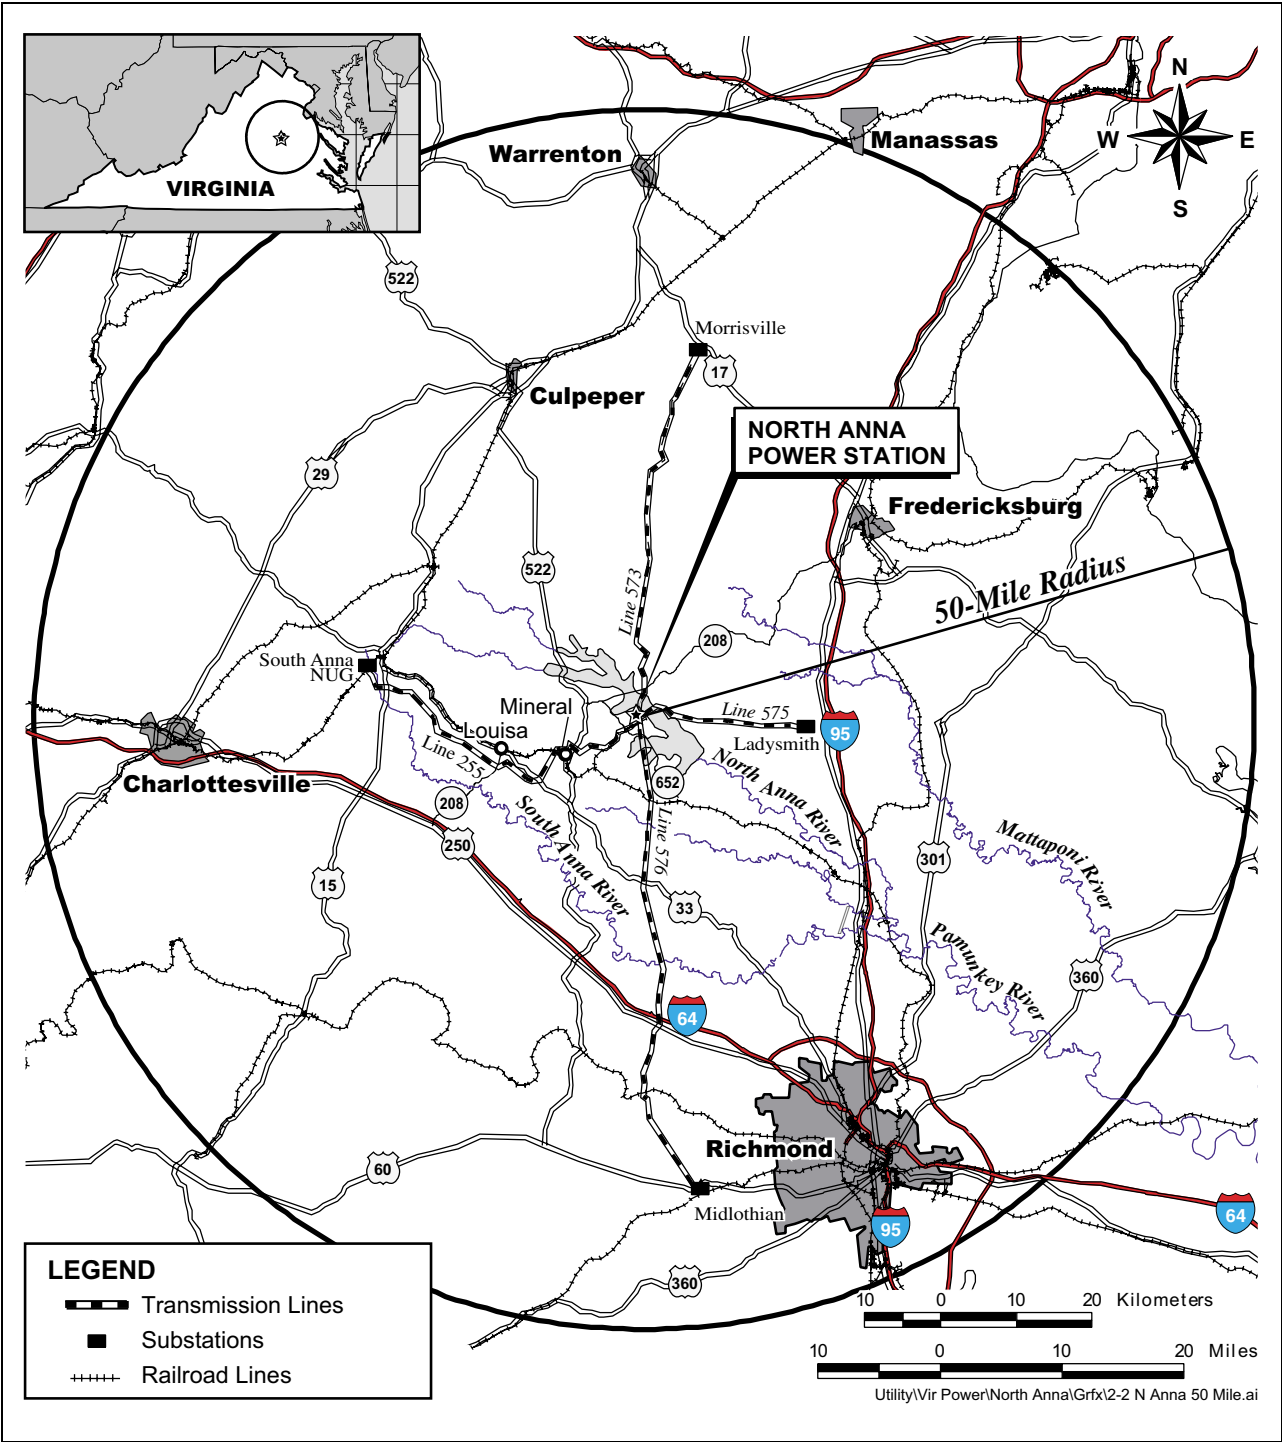 VIRGINIA
N
W
E
S
Manassas
Warrenton
522
Morrisville
17
Culpeper
NORTH ANNA
POWER STATION
29
Fredericksburg
522
Line 573
50-Mile Radius
208
South Anna
NUG
Mineral
Louisa
Line 575
Ladysmith
95
Line 255
Charlottesville
652
208
North Anna River
South Anna River
Line 576
250
Mattaponi River
301
15
33
Pamunkey River
360
64
Richmond
60
Midlothian
95
64
360
LEGEND
Transmission Lines
Substations
Railroad Lines
10 0 10 20 Kilometers
10 0 10 20 Miles
Utility\Vir Power\North Anna\Grfx\2-2 N Anna 50 Mile.ai